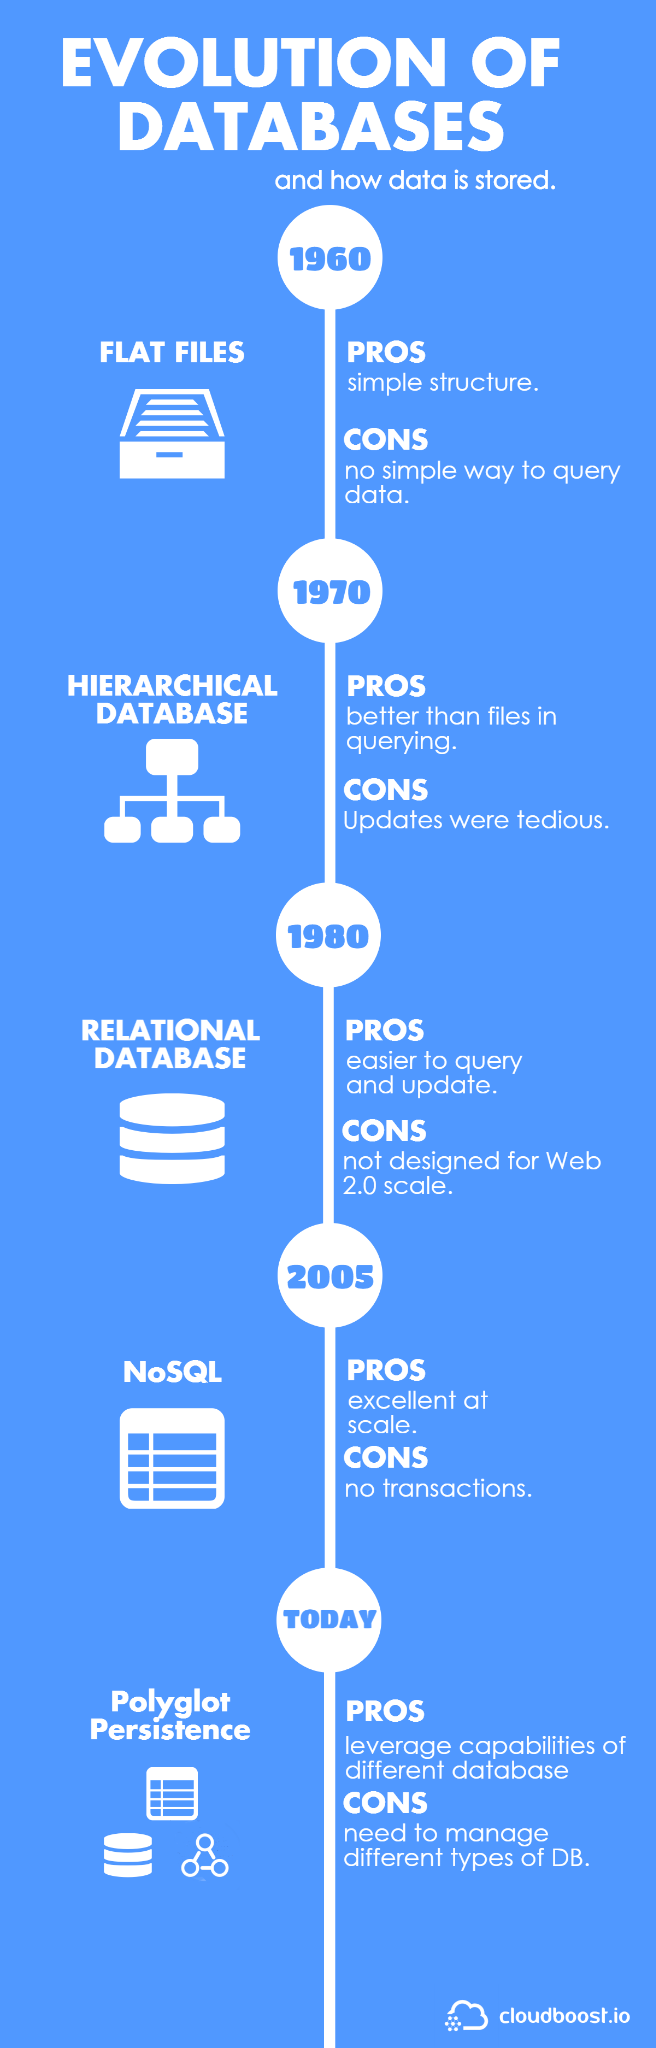 EVOLUTION OF
DATABASES
and how data is stored.
1960
FLAT FILES
PROS
simple structure.
CONS
no simple way to query
data.
1970
HIERARCHICAL
DATABASE
PROS
better than files in
querying.
CONS
Updates were tedious.
1980
RELATIONAL
DATABASE
PROS
easier to query
and update.
CONS
not designed for Web
2.0 scale.
2005
NoSQL
PROS
excellent at
scale.
CONS
no transactions.
TODAY
Polyglot
Persistence
PROS
leverage capabilities of
different database
CONS
need to manage
different types of DB.
cloudboost.io